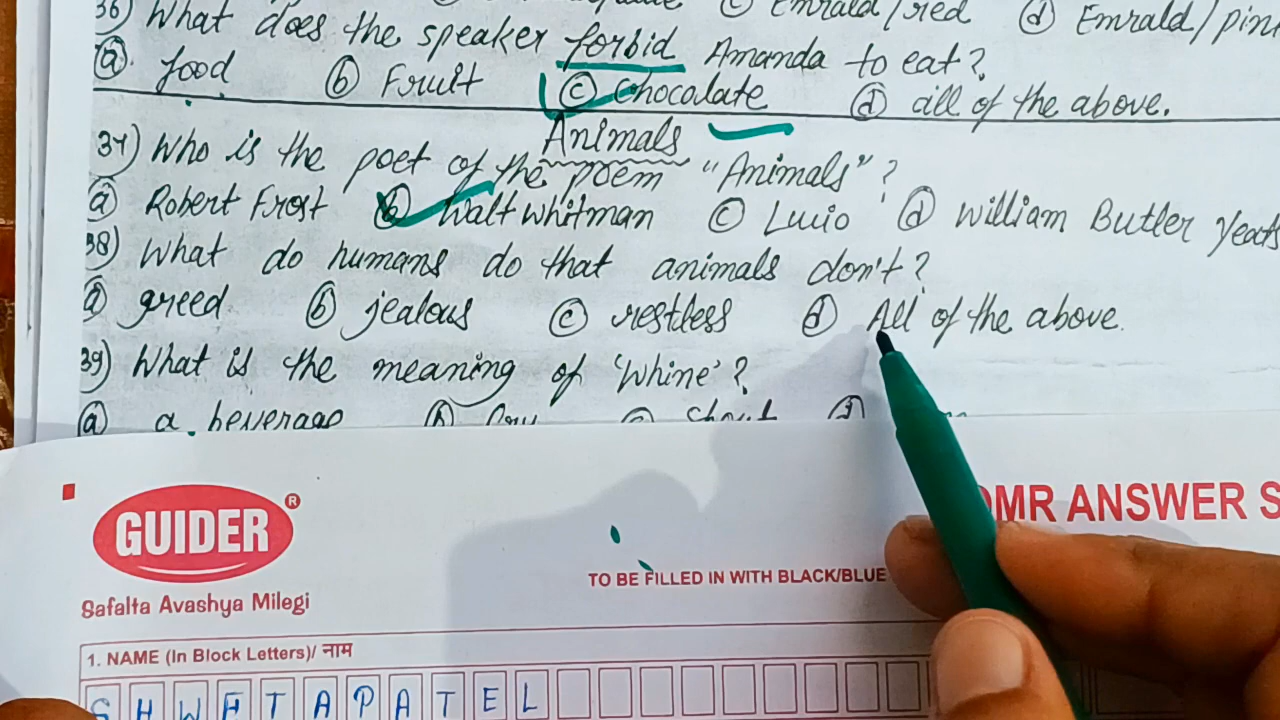 36) What does the speaker forbid Amanda to eat?
ⓒ Emrald/red ⓓ Emrald/pink
ⓐ food ⓑ Fruit ⓒ Chocalate ⓓ all of the above.
Animals
37) Who is the poet of the poem "Animals"?
ⓐ Robert Frost ⓑ Walt Whitman ⓒ Lucio ⓓ William Butler Yeats
38) What do humans do that animals don't?
ⓐ greed ⓑ jealous ⓒ restless ⓓ All of the above.
39) What is the meaning of 'Whine'?
ⓐ a beverage
GUIDER®
OMR ANSWER S
Safalta Avashya Milegi
TO BE FILLED IN WITH BLACK/BLUE
1. NAME (In Block Letters)/ नाम
SHWETAPATEL